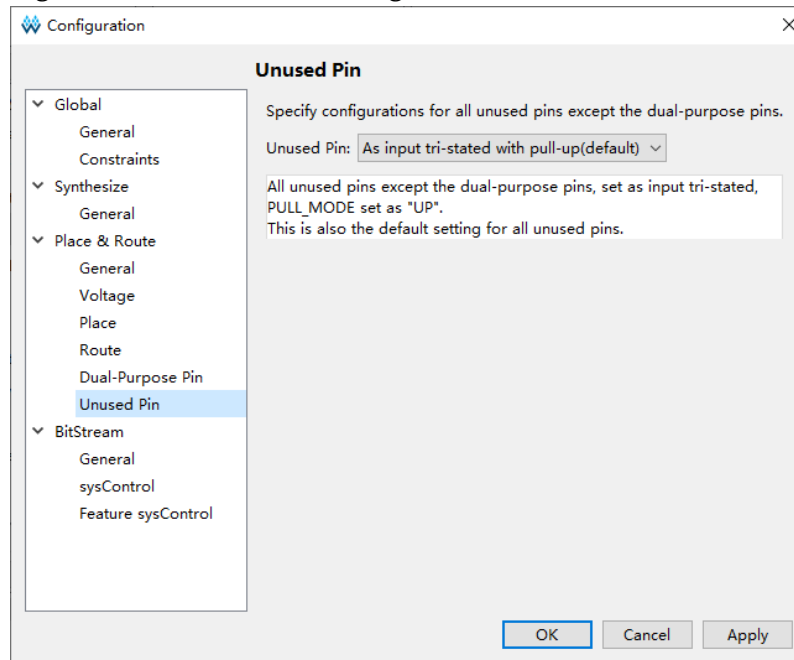 Configuration
Unused Pin
Global
General
Constraints
Synthesize
General
Place & Route
General
Voltage
Place
Route
Dual-Purpose Pin
Unused Pin
BitStream
General
sysControl
Feature sysControl
Specify configurations for all unused pins except the dual-purpose pins.
Unused Pin: As input tri-stated with pull-up(default)
All unused pins except the dual-purpose pins, set as input tri-stated,
PULL_MODE set as "UP".
This is also the default setting for all unused pins.
OK Cancel Apply